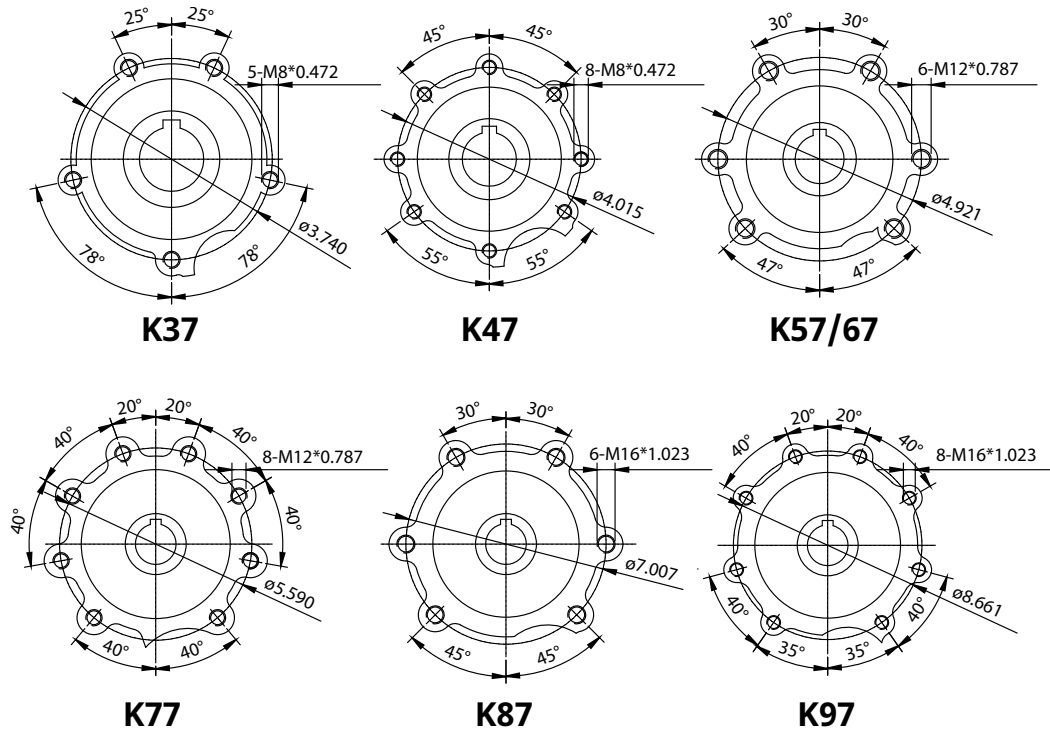 25°
25°
5-M8*0.472
ø3.740
78°
78°
K37
45°
45°
8-M8*0.472
ø4.015
55°
55°
K47
30°
30°
6-M12*0.787
ø4.921
47°
47°
K57/67
20°
20°
40°
40°
8-M12*0.787
40°
40°
ø5.590
40°
40°
K77
30°
30°
6-M16*1.023
ø7.007
45°
45°
K87
20°
20°
40°
40°
8-M16*1.023
ø8.661
40°
40°
35°
35°
K97